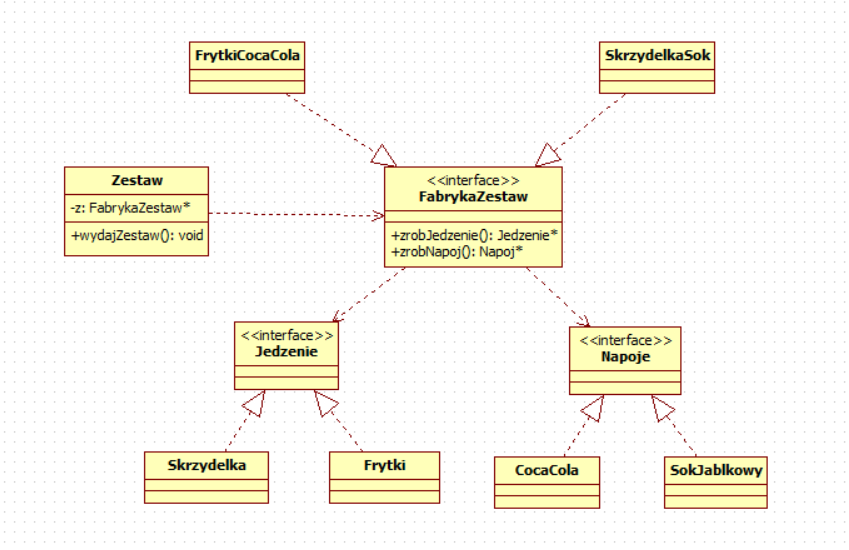 FrytkiCocaCola
SkrzydelkaSok
Zestaw
-z: FabrykaZestaw*
+wydajZestaw(): void
<<interface>>
FabrykaZestaw
+zrobJedzenie(): Jedzenie*
+zrobNapoj(): Napoj*
<<interface>>
Jedzenie
<<interface>>
Napoje
Skrzydelka
Frytki
CocaCola
SokJablkowy